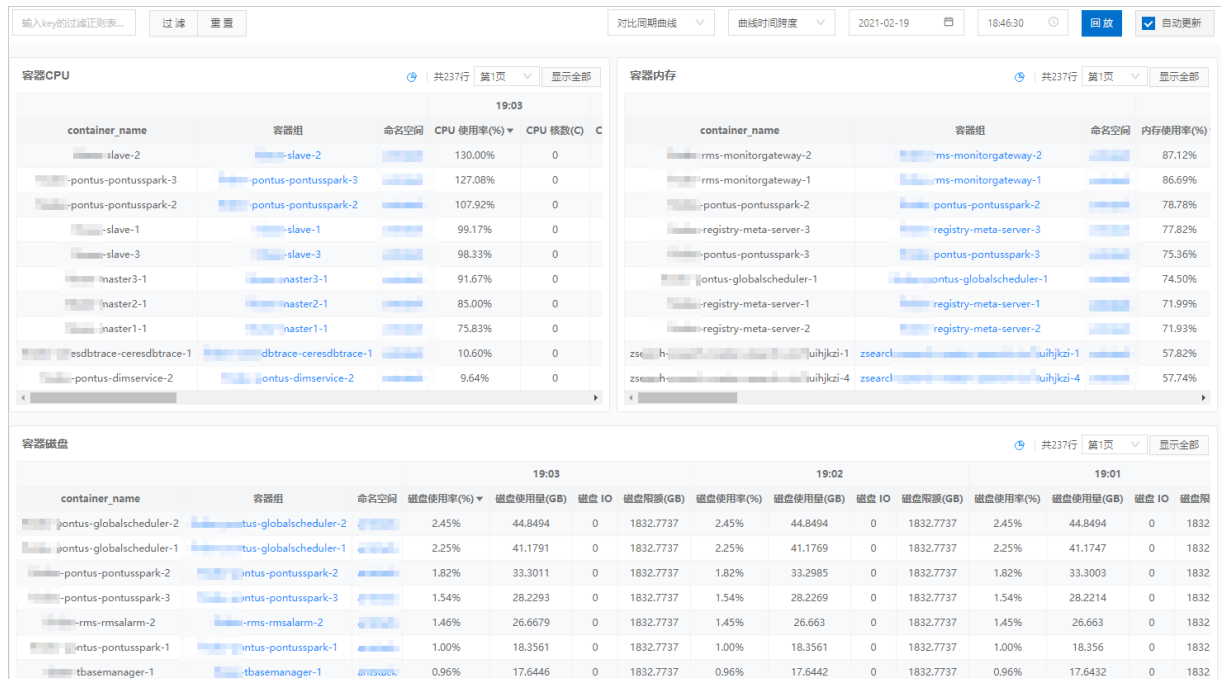 输入key的过滤正则表... 过滤 重置 对比同期曲线 曲线时间跨度 2021-02-19 18:46:30 回放 自动更新
容器CPU 共237行 第1页 显示全部
19:03
container_name 容器组 命名空间 CPU 使用率(%) CPU 核数(C) C
lave-2 -slave-2 130.00% 0
-pontus-pontusspark-3 -pontus-pontusspark-3 127.08% 0
-pontus-pontusspark-2 -pontus-pontusspark-2 107.92% 0
-slave-1 -slave-1 99.17% 0
-slave-3 -slave-3 98.33% 0
master3-1 master3-1 91.67% 0
master2-1 master2-1 85.00% 0
master1-1 master1-1 75.83% 0
esdbtrace-ceresdbtrace-1 dbtrace-ceresdbtrace-1 10.60% 0
-pontus-dimservice-2 ontus-dimservice-2 9.64% 0
容器内存 共237行 第1页 显示全部
container_name 容器组 命名空间 内存使用率(%)
rms-monitorgateway-2 ms-monitorgateway-2 87.12%
rms-monitorgateway-1 ms-monitorgateway-1 86.69%
-pontus-pontusspark-2 pontus-pontusspark-2 78.78%
-registry-meta-server-3 registry-meta-server-3 77.82%
-pontus-pontusspark-3 pontus-pontusspark-3 75.36%
pontus-globalscheduler-1 ontus-globalscheduler-1 74.50%
-registry-meta-server-1 registry-meta-server-1 71.99%
-registry-meta-server-2 registry-meta-server-2 71.93%
uihjkzi-1 zsearch uihjkzi-1 57.82%
uihjkzi-4 zsearch uihjkzi-4 57.74%
容器磁盘 共237行 第1页 显示全部
19:03 19:02 19:01
container_name 容器组 命名空间 磁盘使用率(%) 磁盘使用量(GB) 磁盘 IO 磁盘限额(GB) 磁盘使用率(%) 磁盘使用量(GB) 磁盘 IO 磁盘限额(GB) 磁盘使用率(%) 磁盘使用量(GB) 磁盘 IO 磁盘限
pontus-globalscheduler-2 tus-globalscheduler-2 2.45% 44.8494 0 1832.7737 2.45% 44.8494 0 1832.7737 2.45% 44.8494 0 1832
pontus-globalscheduler-1 tus-globalscheduler-1 2.25% 41.1791 0 1832.7737 2.25% 41.1769 0 1832.7737 2.25% 41.1747 0 1832
-pontus-pontusspark-2 ntus-pontusspark-2 1.82% 33.3011 0 1832.7737 1.82% 33.2985 0 1832.7737 1.82% 33.3003 0 1832
-pontus-pontusspark-3 ntus-pontusspark-3 1.54% 28.2293 0 1832.7737 1.54% 28.2269 0 1832.7737 1.54% 28.2214 0 1832
-rms-rmsalarm-2 -rms-rmsalarm-2 1.46% 26.6679 0 1832.7737 1.45% 26.663 0 1832.7737 1.45% 26.663 0 1832
ntus-pontusspark-1 ntus-pontusspark-1 1.00% 18.3561 0 1832.7737 1.00% 18.3561 0 1832.7737 1.00% 18.356 0 1832
tbasemanager-1 -tbasemanager-1 0.96% 17.6446 0 1832.7737 0.96% 17.6442 0 1832.7737 0.96% 17.6432 0 1832